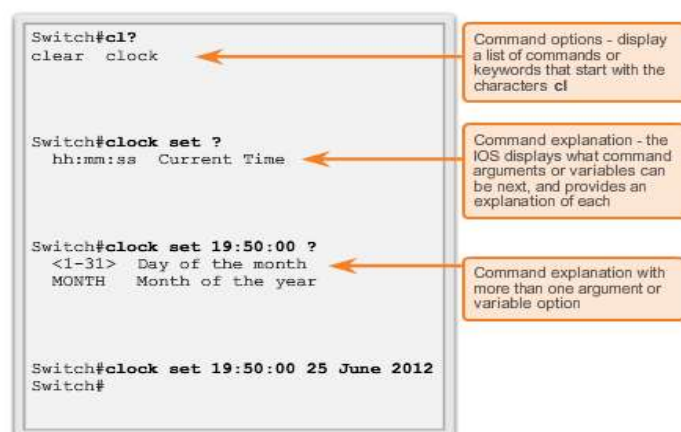 Switch#cl?
clear clock
Command options - display
a list of commands or
keywords that start with the
characters cl
Switch#clock set ?
hh:mm:ss Current Time
Command explanation - the
IOS displays what command
arguments or variables can
be next, and provides an
explanation of each
Switch#clock set 19:50:00 ?
<1-31> Day of the month
MONTH Month of the year
Command explanation with
more than one argument or
variable option
Switch#clock set 19:50:00 25 June 2012
Switch#